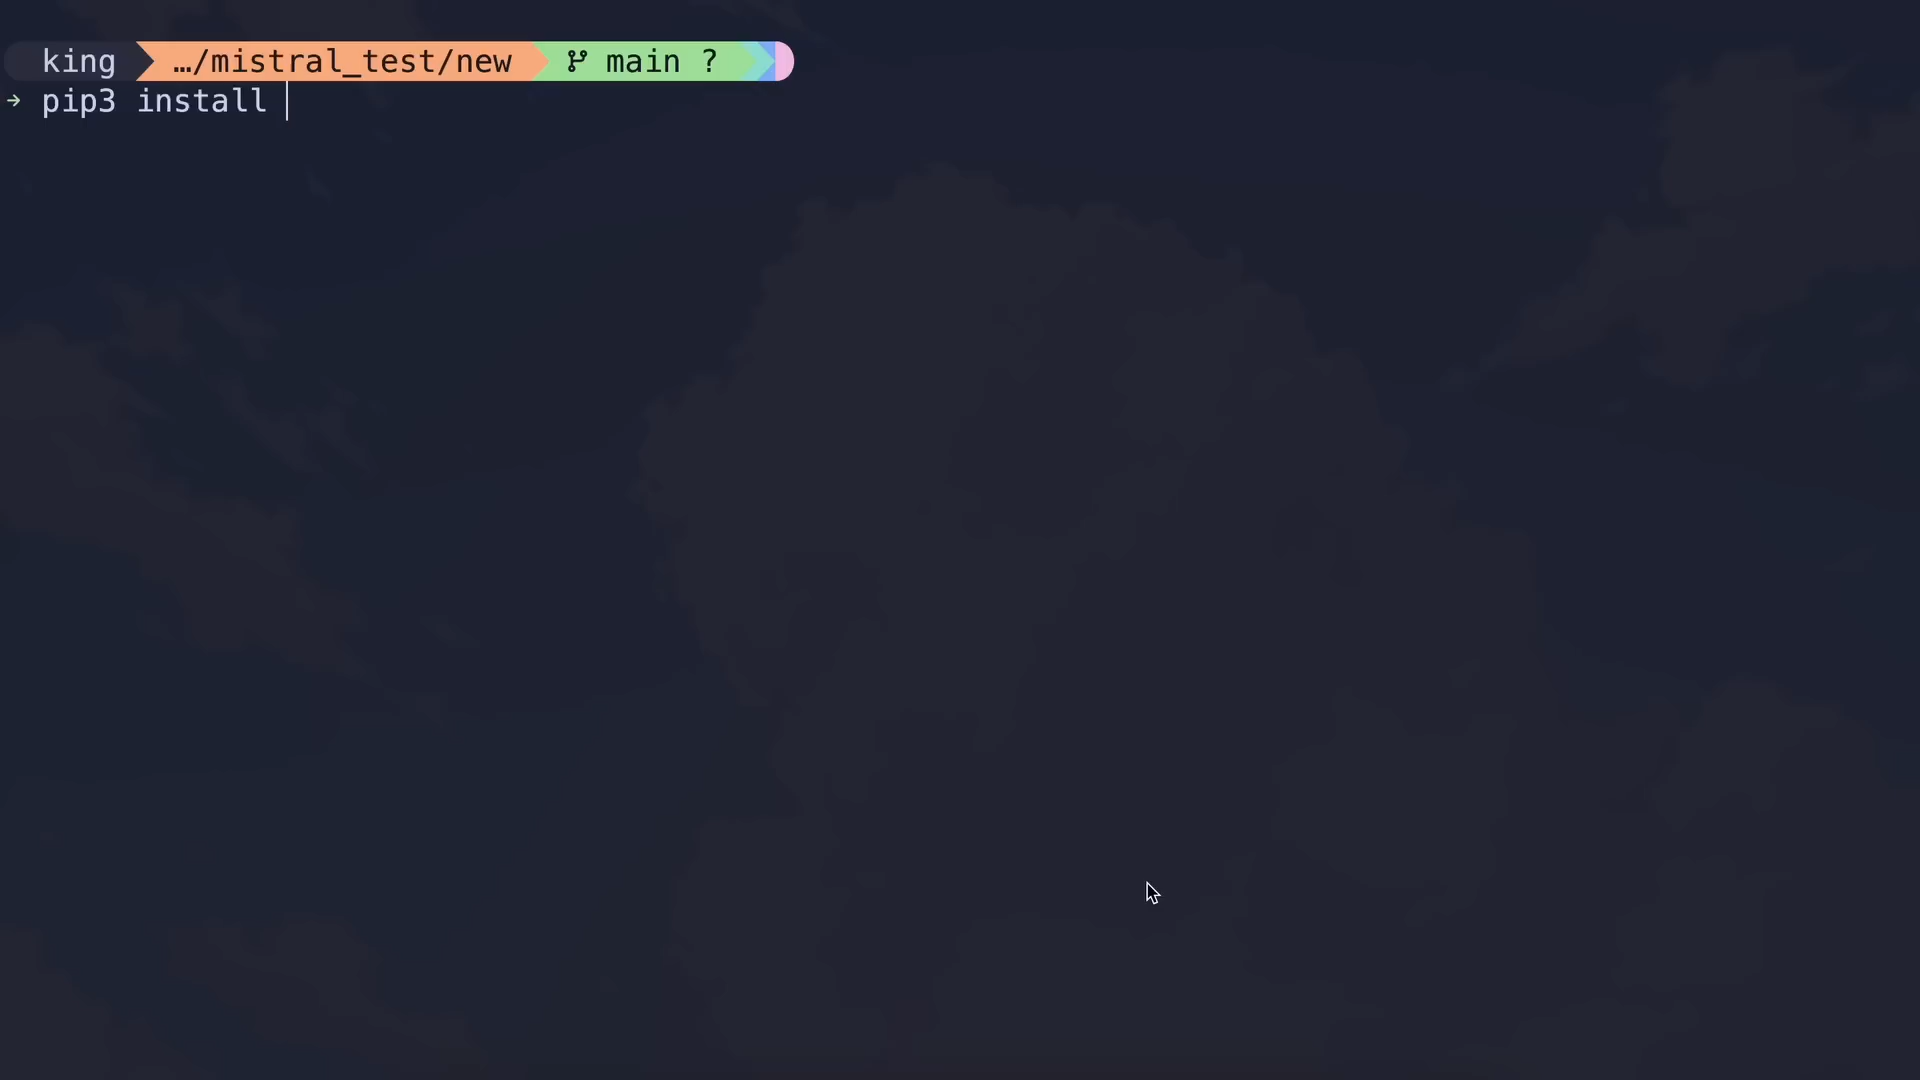 king …/mistral_test/new main ?
→ pip3 install